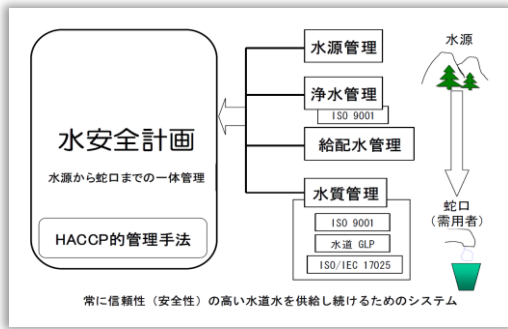 水安全計画
水源から蛇口までの一体管理
HACCP的管理手法
水源管理
浄水管理
ISO 9001
給配水管理
水質管理
ISO 9001
水道 GLP
ISO/IEC 17025
水源
蛇口
(需用者)
常に信頼性（安全性）の高い水道水を供給し続けるためのシステム